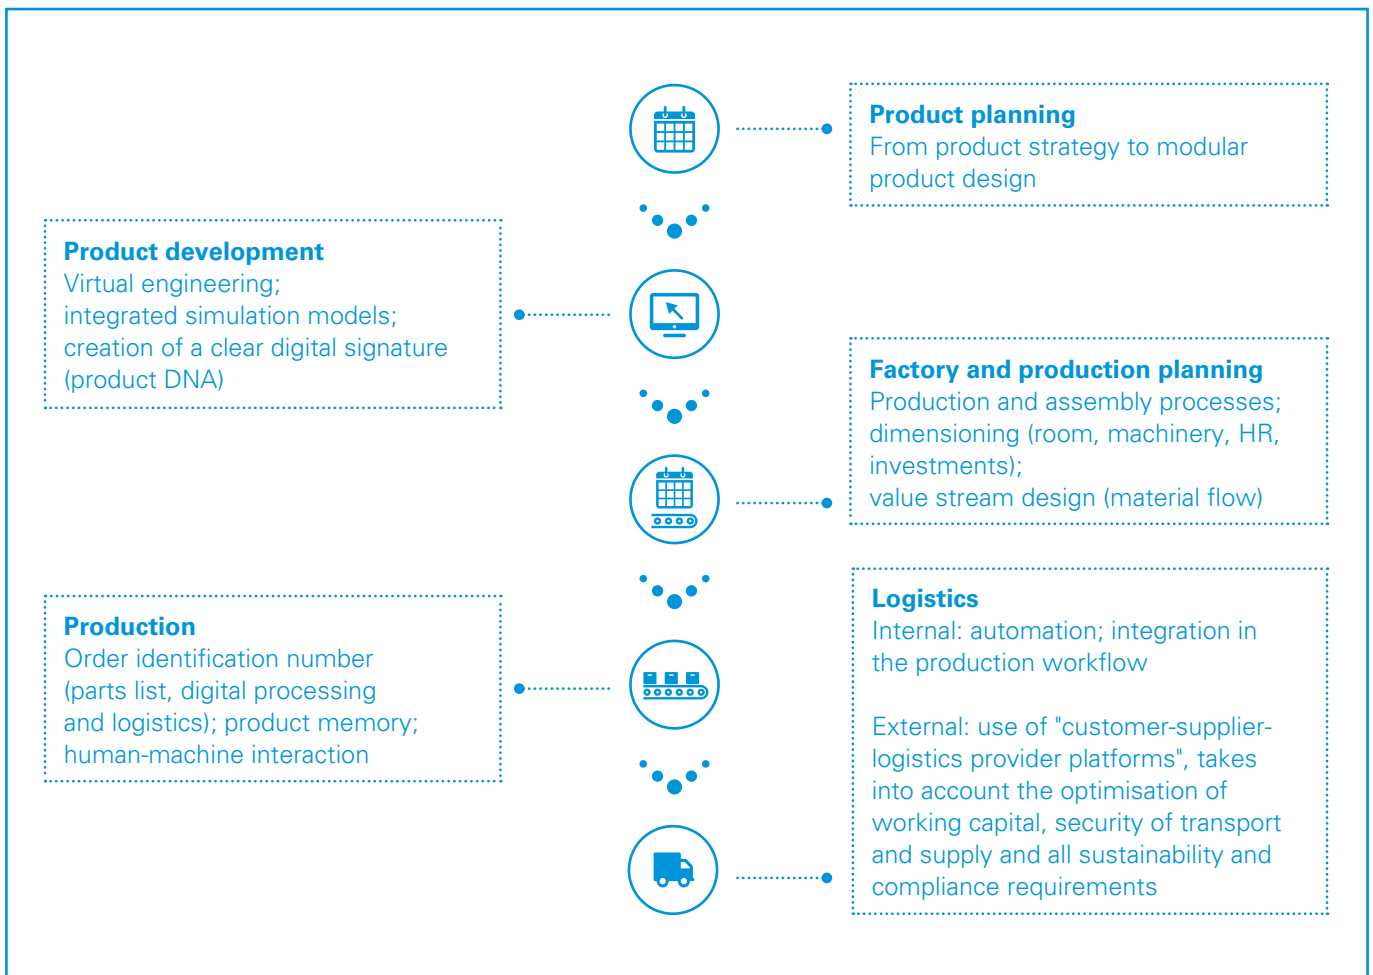 Product planning
From product strategy to modular
product design
Product development
Virtual engineering;
integrated simulation models;
creation of a clear digital signature
(product DNA)
Factory and production planning
Production and assembly processes;
dimensioning (room, machinery, HR,
investments);
value stream design (material flow)
Production
Order identification number
(parts list, digital processing
and logistics); product memory;
human-machine interaction
Logistics
Internal: automation; integration in
the production workflow
External: use of "customer-supplier-
logistics provider platforms", takes
into account the optimisation of
working capital, security of transport
and supply and all sustainability and
compliance requirements